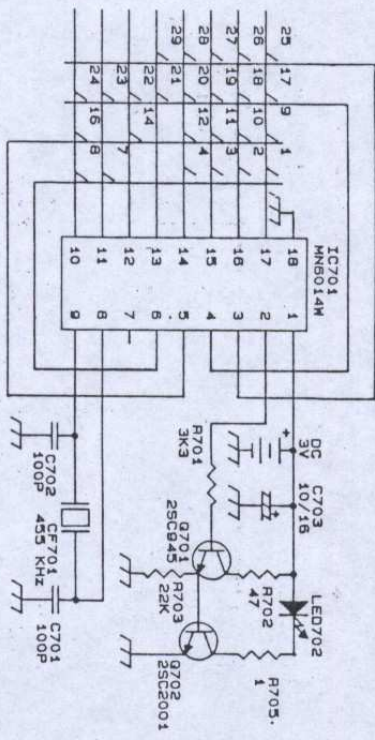 LED702
R705.
1
DC
3V
C703
10/16
R702
47
R701
3K3
Q701
2SC945
R703
22K
Q702
2SC2001
IC701
MN6014W
25 17 9 1
26 18 10 2
27 19 11 3
28 20 12 4
29 21
22 14
23 7
24 16 8
18 1
17 2
16 3
15 4
14 5
13 6
12 7
11 8
10 9
C702
100P
CF701
455 KHz
C701
100P